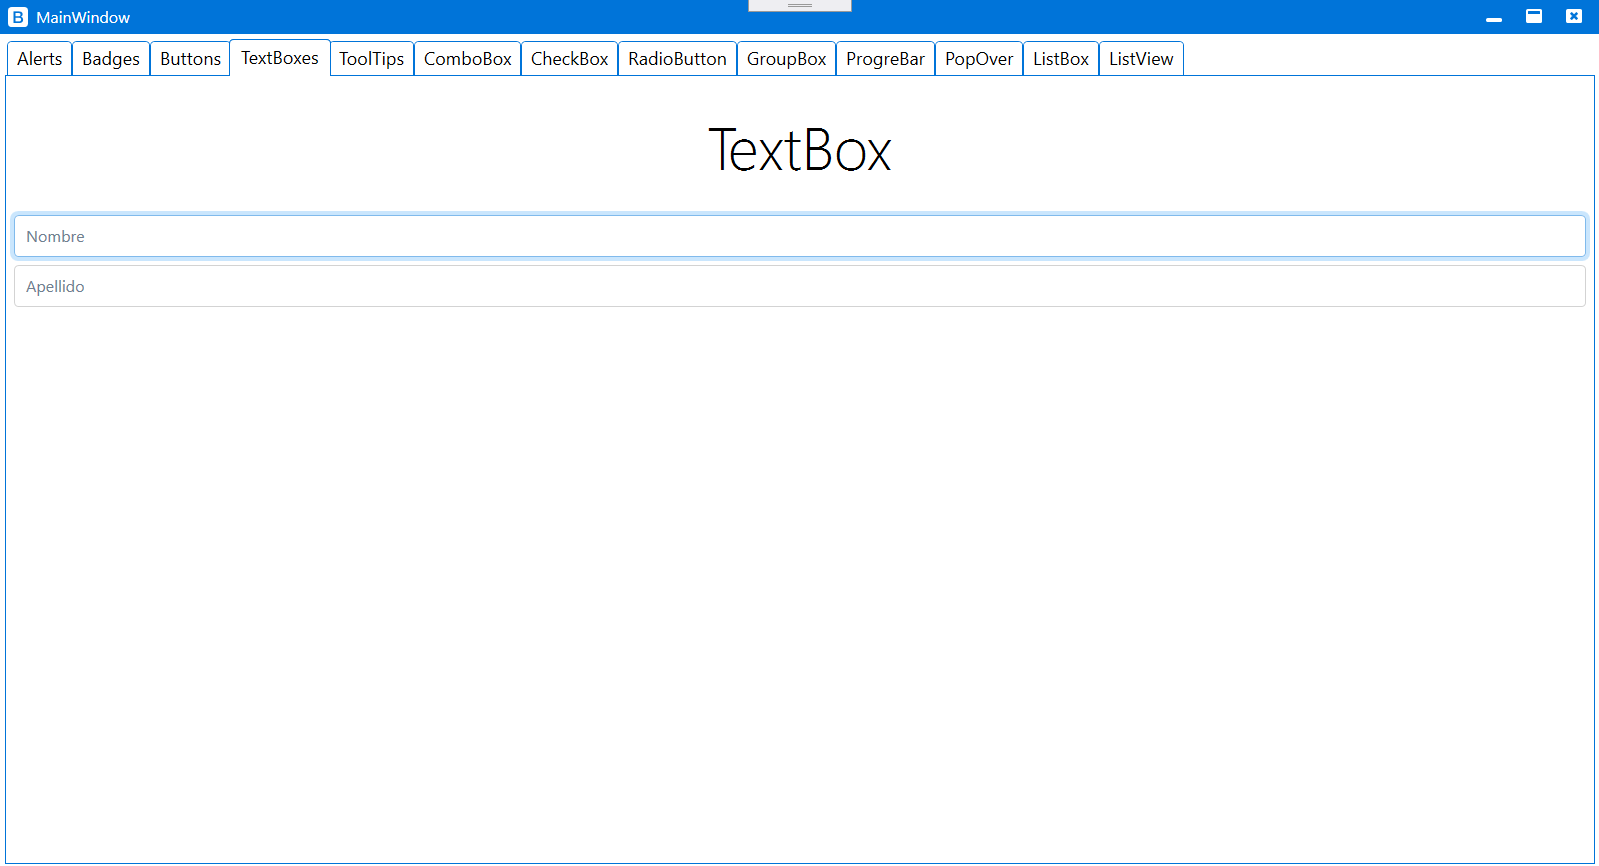 B MainWindow
Alerts Badges Buttons TextBoxes ToolTips ComboBox CheckBox RadioButton GroupBox ProgreBar PopOver ListBox ListView
TextBox
Nombre
Apellido